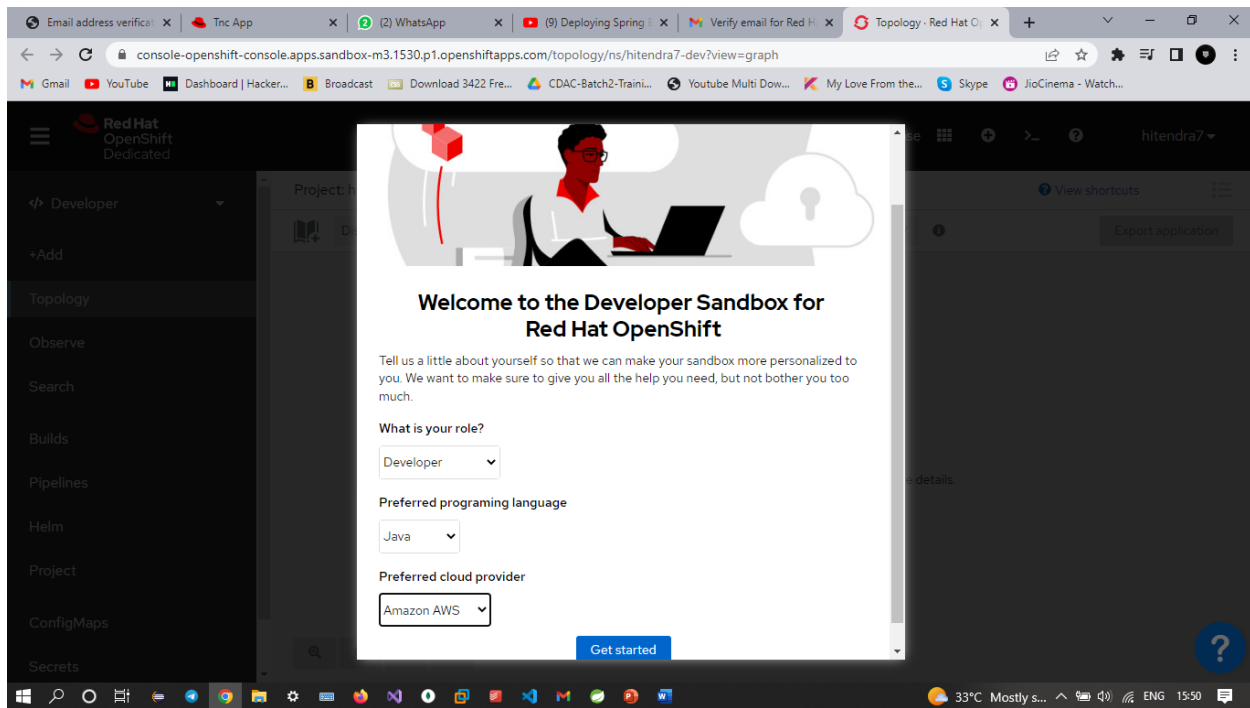 Email address verificat
Tnc App
2
(2) WhatsApp
(9) Deploying Spring B
Verify email for Red H
Topology · Red Hat Op
console-openshift-console.apps.sandbox-m3.1530.p1.openshiftapps.com/topology/ns/hitendra7-dev?view=graph
Gmail
YouTube
Dashboard | Hacker...
B Broadcast
Download 3422 Fre...
CDAC-Batch2-Traini...
Youtube Multi Dow...
My Love From the...
S Skype
JioCinema - Watch...
Red Hat
OpenShift
Dedicated
se
hitendra7
</> Developer
Project: h
View shortcuts
D
Export application
+Add
Topology
Observe
Search
Builds
Pipelines
Helm
Project
ConfigMaps
Secrets
e details.
Welcome to the Developer Sandbox for
Red Hat OpenShift
Tell us a little about yourself so that we can make your sandbox more personalized to
you. We want to make sure to give you all the help you need, but not bother you too
much.
What is your role?
Developer
Preferred programing language
Java
Preferred cloud provider
Amazon AWS
Get started
?
33°C Mostly s...
ENG
15:50